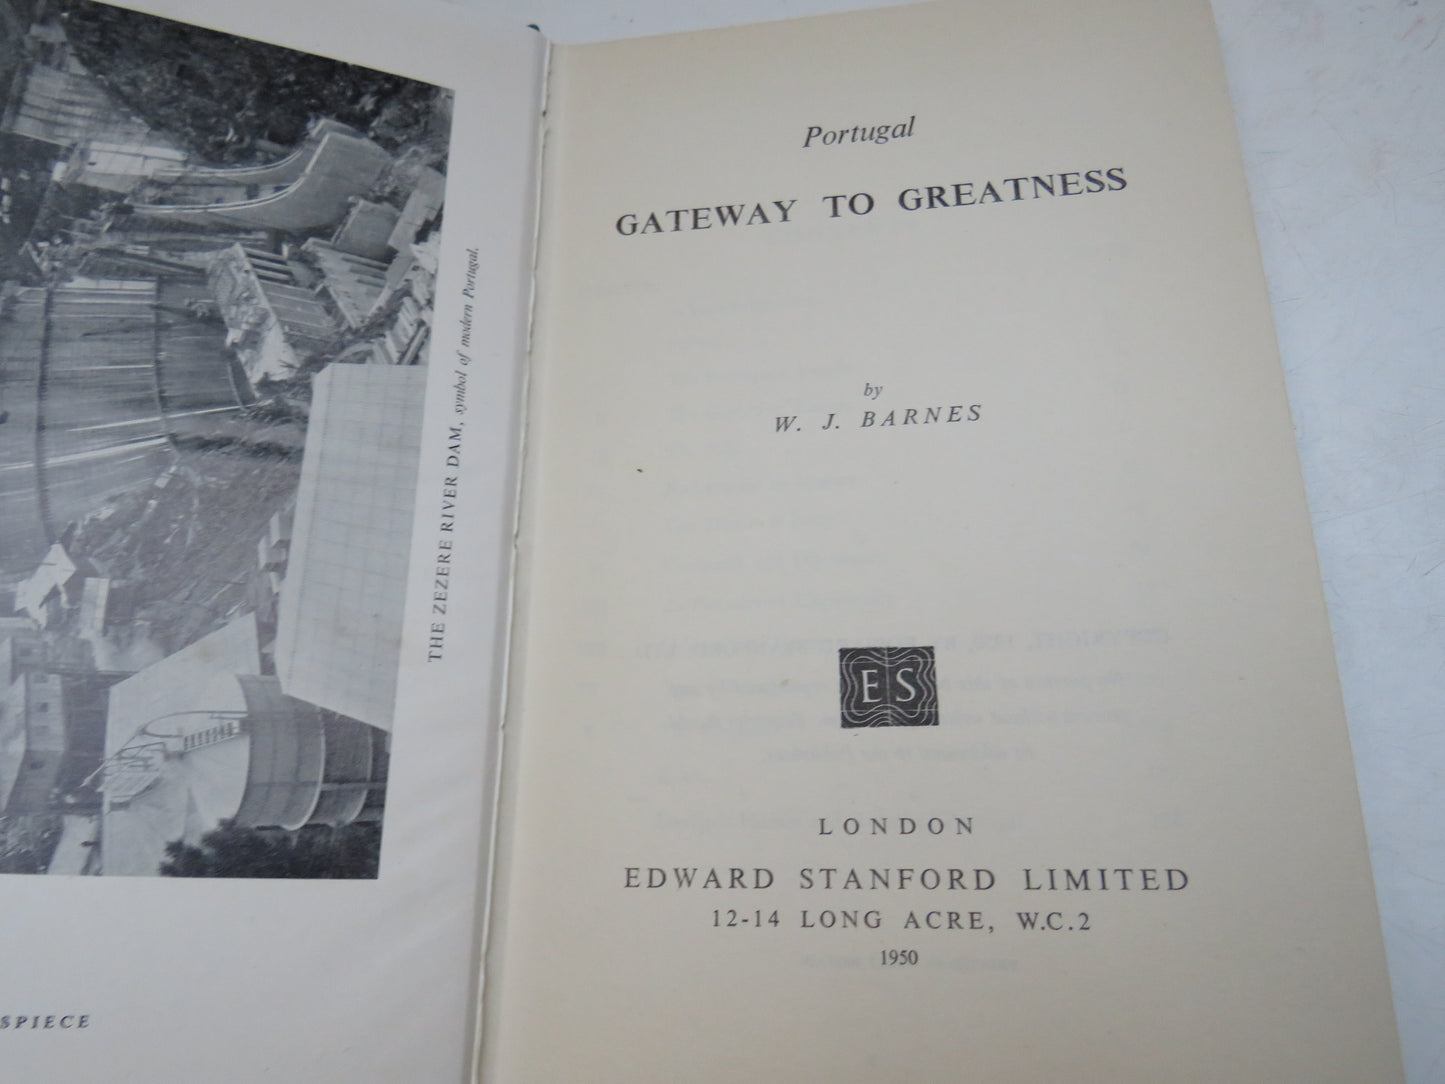 THE ZEZERE RIVER DAM, symbol of modern Portugal.
SPIECE
Portugal
GATEWAY TO GREATNESS
by
W. J. BARNES
ES
LONDON
EDWARD STANFORD LIMITED
12-14 LONG ACRE, W.C.2
1950